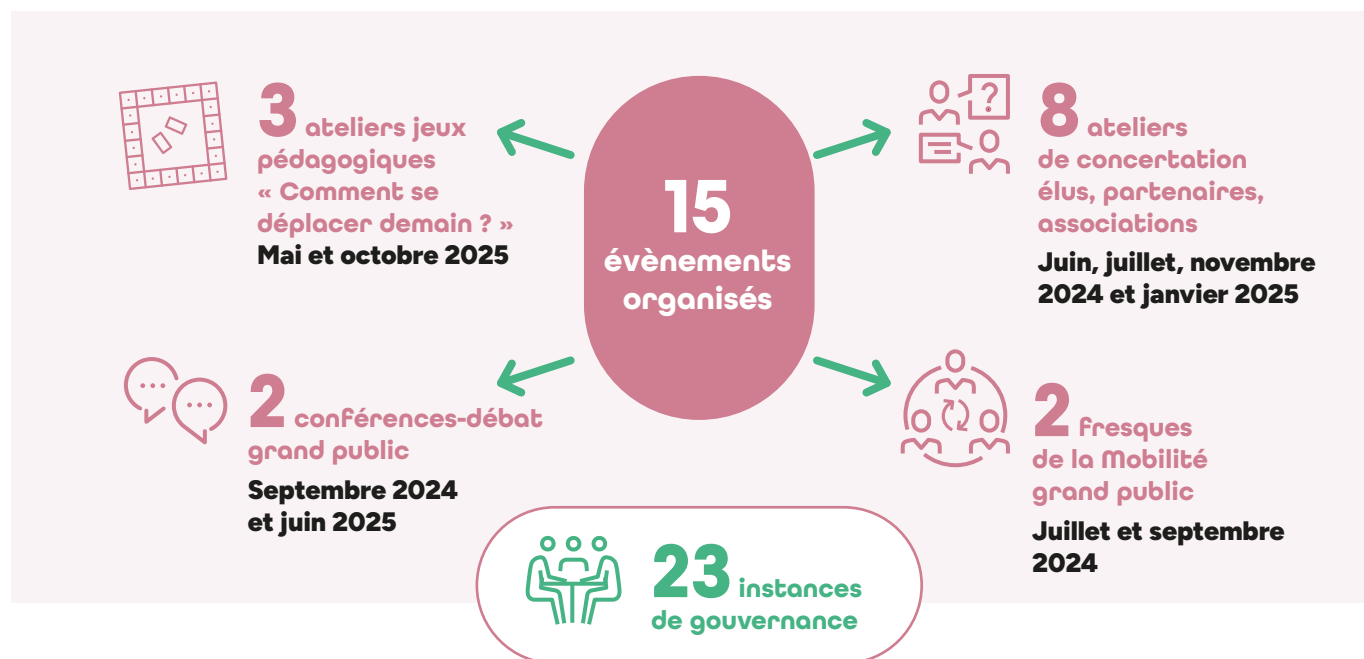 3 ateliers jeux
pédagogiques
« Comment se
déplacer demain ? »
Mai et octobre 2025
15
évènements
organisés
?
8 ateliers
de concertation
élus, partenaires,
associations
Juin, juillet, novembre
2024 et janvier 2025
2 conférences-débat
grand public
Septembre 2024
et juin 2025
2 fresques
de la Mobilité
grand public
Juillet et septembre
2024
23 instances
de gouvernance